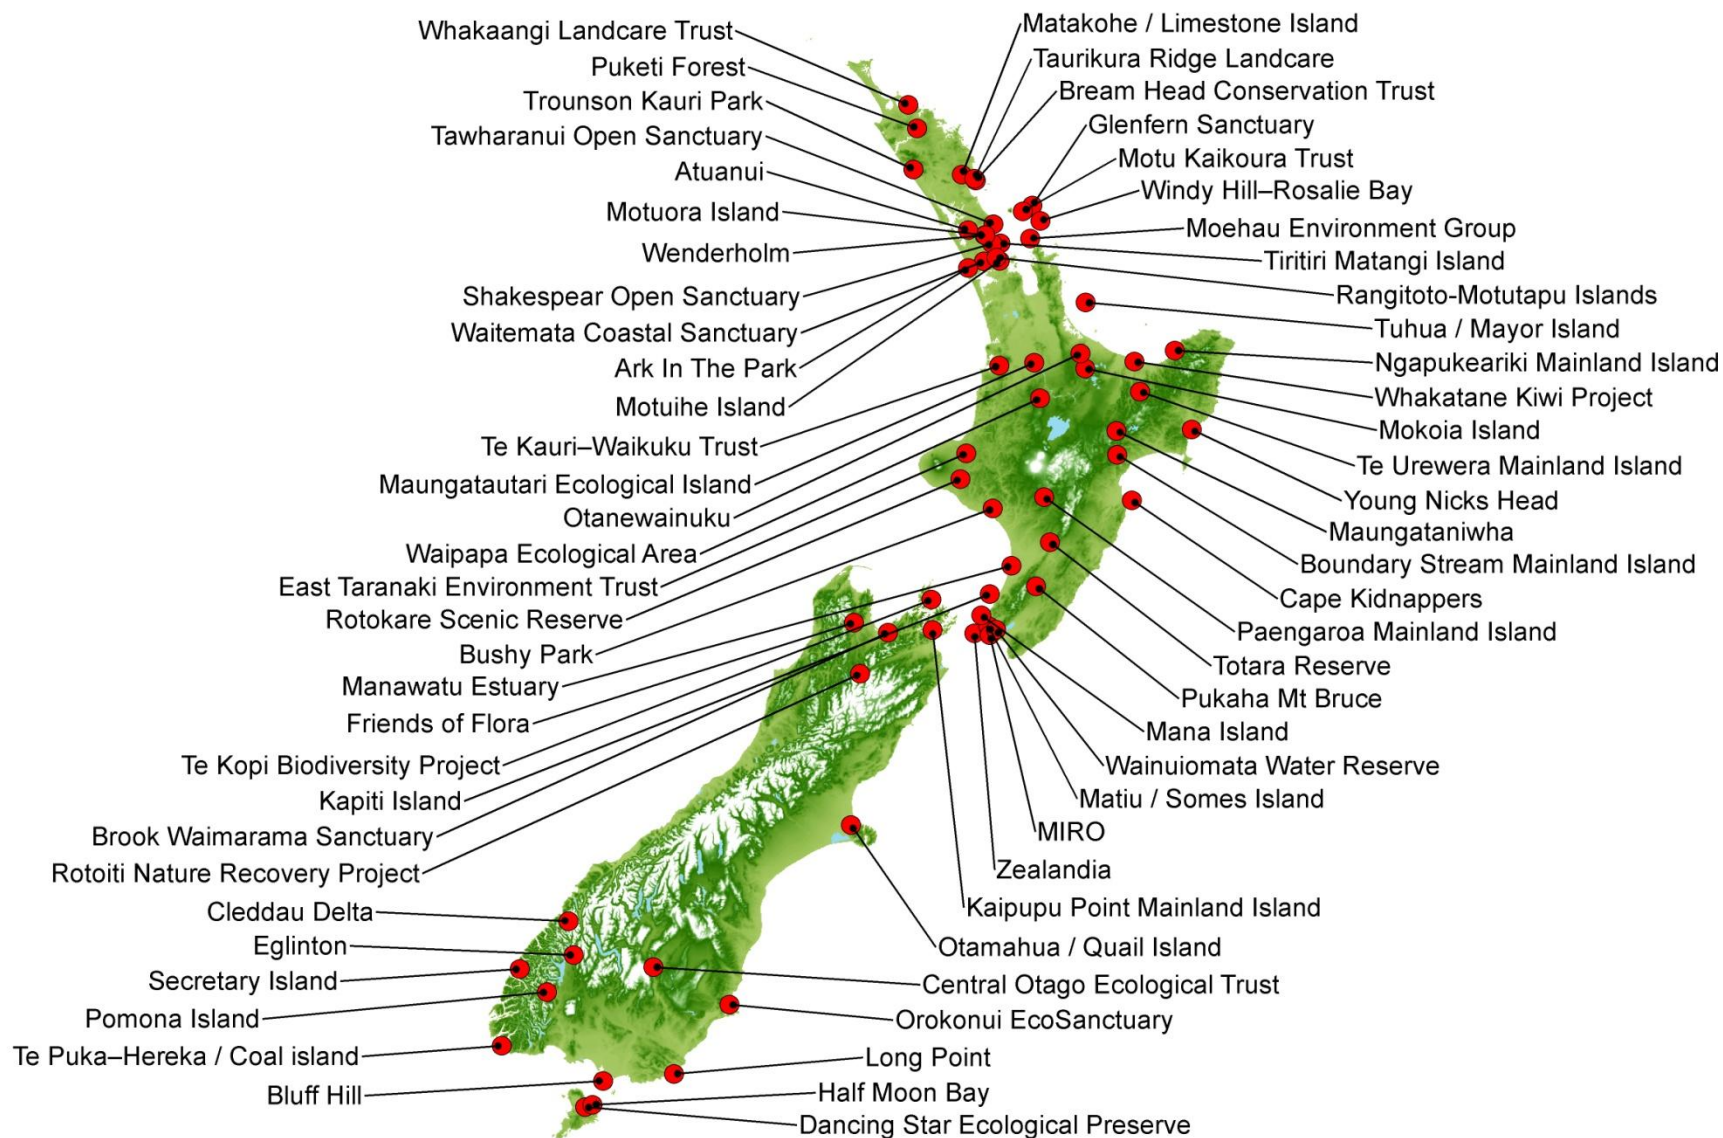 Whakaangi Landcare Trust
Puketi Forest
Trounson Kauri Park
Tawharanui Open Sanctuary
Atuanui
Motuora Island
Wenderholm
Shakespear Open Sanctuary
Waitemata Coastal Sanctuary
Ark In The Park
Motuihe Island
Te Kauri–Waikuku Trust
Maungatautari Ecological Island
Otanewainuku
Waipapa Ecological Area
East Taranaki Environment Trust
Rotokare Scenic Reserve
Bushy Park
Manawatu Estuary
Friends of Flora
Te Kopi Biodiversity Project
Kapiti Island
Brook Waimarama Sanctuary
Rotoiti Nature Recovery Project
Cleddau Delta
Eglinton
Secretary Island
Pomona Island
Te Puka–Hereka / Coal island
Bluff Hill
Matakohe / Limestone Island
Taurikura Ridge Landcare
Bream Head Conservation Trust
Glenfern Sanctuary
Motu Kaikoura Trust
Windy Hill–Rosalie Bay
Moehau Environment Group
Tiritiri Matangi Island
Rangitoto-Motutapu Islands
Tuhua / Mayor Island
Ngapukeariki Mainland Island
Whakatane Kiwi Project
Mokoia Island
Te Urewera Mainland Island
Young Nicks Head
Maungataniwha
Boundary Stream Mainland Island
Cape Kidnappers
Paengaroa Mainland Island
Totara Reserve
Pukaha Mt Bruce
Mana Island
Wainuiomata Water Reserve
Matiu / Somes Island
MIRO
Zealandia
Kaipupu Point Mainland Island
Otamahua / Quail Island
Central Otago Ecological Trust
Orokonui EcoSanctuary
Long Point
Half Moon Bay
Dancing Star Ecological Preserve